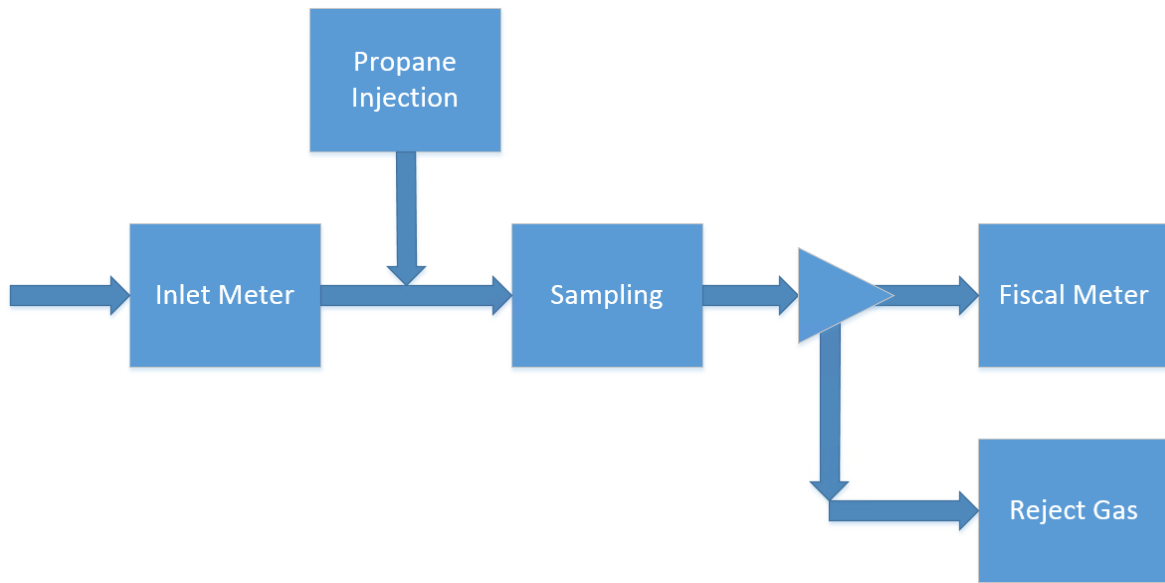 Propane
Injection
Inlet Meter
Sampling
Fiscal Meter
Reject Gas